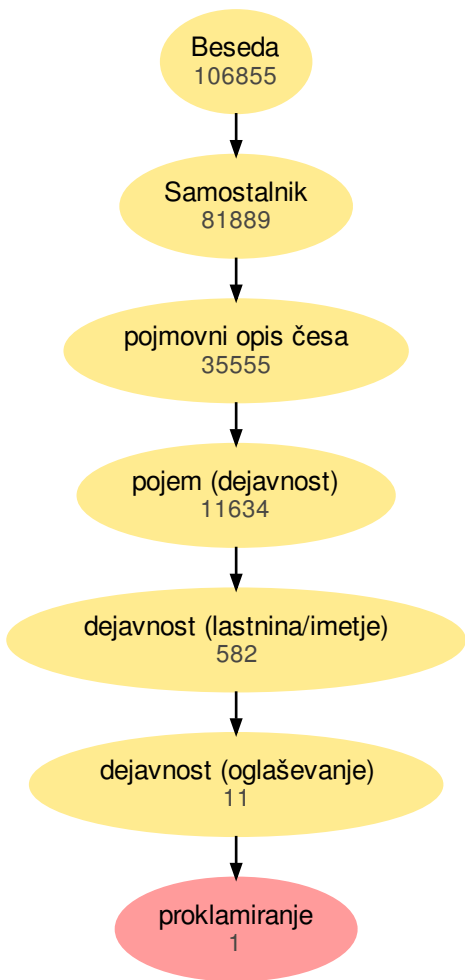 Beseda
106855
Samostalnik
81889
pojmovni opis česa
35555
pojem (dejavnost)
11634
dejavnost (lastnina/imetje)
582
dejavnost (oglaševanje)
11
proklamiranje
1